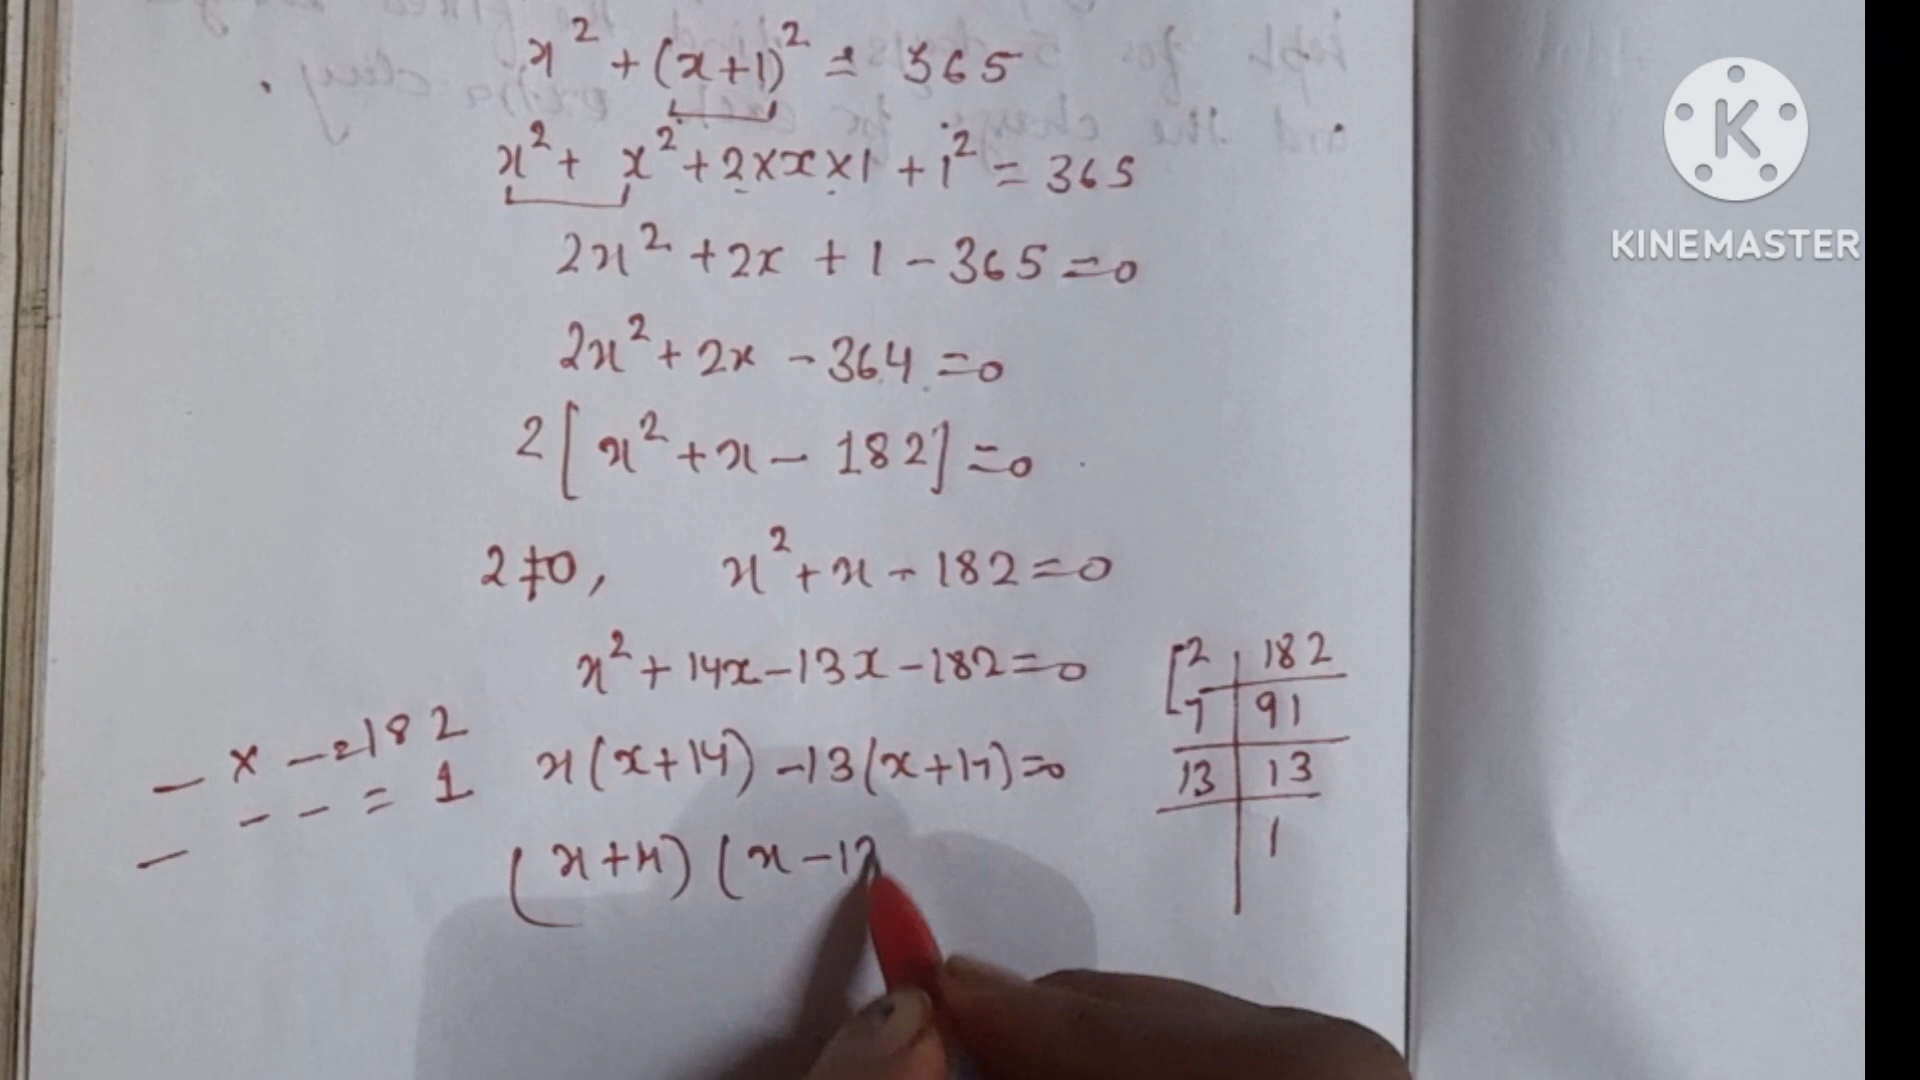 x² + (x+1)² = 365
x² + x² + 2×x×1 + 1² = 365
2x² + 2x + 1 - 365 = 0
2x² + 2x - 364 = 0
2[x² + x - 182] = 0
2≠0, x² + x - 182 = 0
x² + 14x - 13x - 182 = 0
x(x+14) - 13(x+14) = 0
(x+14) (x-13
_ × _ = 182
_ _ _ = 1
2 | 182
7 | 91
13 | 13
1
K
KINEMASTER